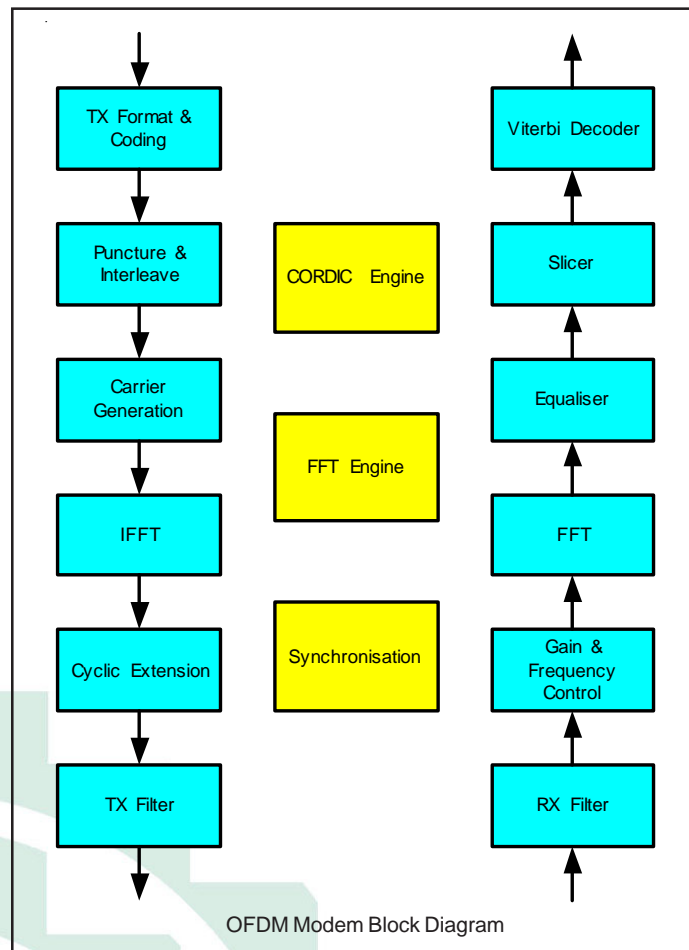 TX Format &
Coding
Puncture &
Interleave
Carrier
Generation
IFFT
Cyclic Extension
TX Filter
CORDIC Engine
FFT Engine
Synchronisation
Viterbi Decoder
Slicer
Equaliser
FFT
Gain &
Frequency
Control
RX Filter
OFDM Modem Block Diagram